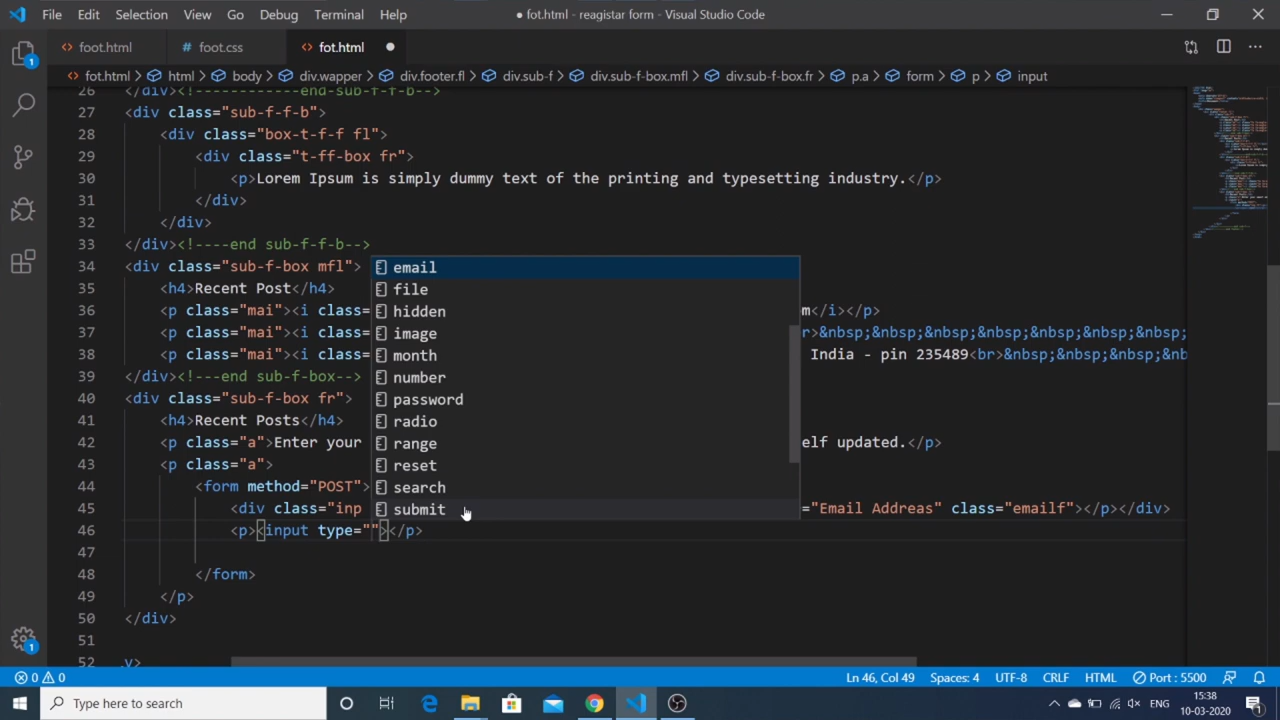 File Edit Selection View Go Debug Terminal Help
● fot.html - reagistar form - Visual Studio Code
foot.html
foot.css
fot.html
fot.html > html > body > div.wapper > div.footer.fl > div.sub-f > div.sub-f-box.mfl > div.sub-f-box.fr > p.a > form > p > input
26 </div><!------------end-sub-f-f-b-->
27 <div class="sub-f-f-b">
28 <div class="box-t-f-f fl">
29 <div class="t-ff-box fr">
30 <p>Lorem Ipsum is simply dummy text of the printing and typesetting industry.</p>
31 </div>
32 </div>
33 </div><!----end sub-f-f-b-->
34 <div class="sub-f-box mfl">
35 <h4>Recent Post</h4>
36 <p class="mai"><i class= m</i></p>
37 <p class="mai"><i class= r>&nbsp;&nbsp;&nbsp;&nbsp;&nbsp;&nbsp;
38 <p class="mai"><i class= India - pin 235489<br>&nbsp;&nbsp;&nb
39 </div><!---end sub-f-box-->
40 <div class="sub-f-box fr">
41 <h4>Recent Posts</h4>
42 <p class="a">Enter your elf updated.</p>
43 <p class="a">
44 <form method="POST">
45 <div class="inp ="Email Addreas" class="emailf"></p></div>
46 <p><input type=""></p>
47
48 </form>
49 </p>
50 </div>
51
52 .v>
email
file
hidden
image
month
number
password
radio
range
reset
search
submit
1
1
0 0
Ln 46, Col 49 Spaces: 4 UTF-8 CRLF HTML Port : 5500
Type here to search
ENG
15:38
10-03-2020
1